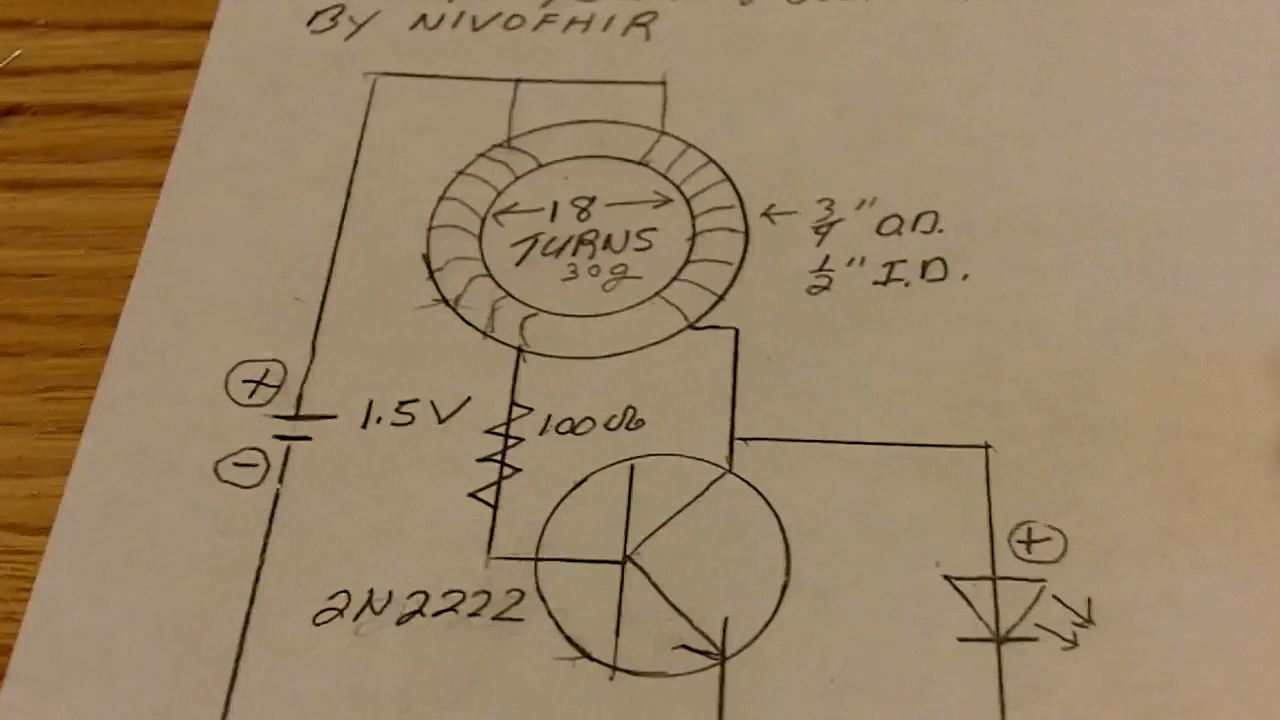 By NIVOFHIR
← 18 →
TURNS
30g
← 3/4" O.D.
1/2" I.D.
+
1.5V
100Ω
−
+
2N2222